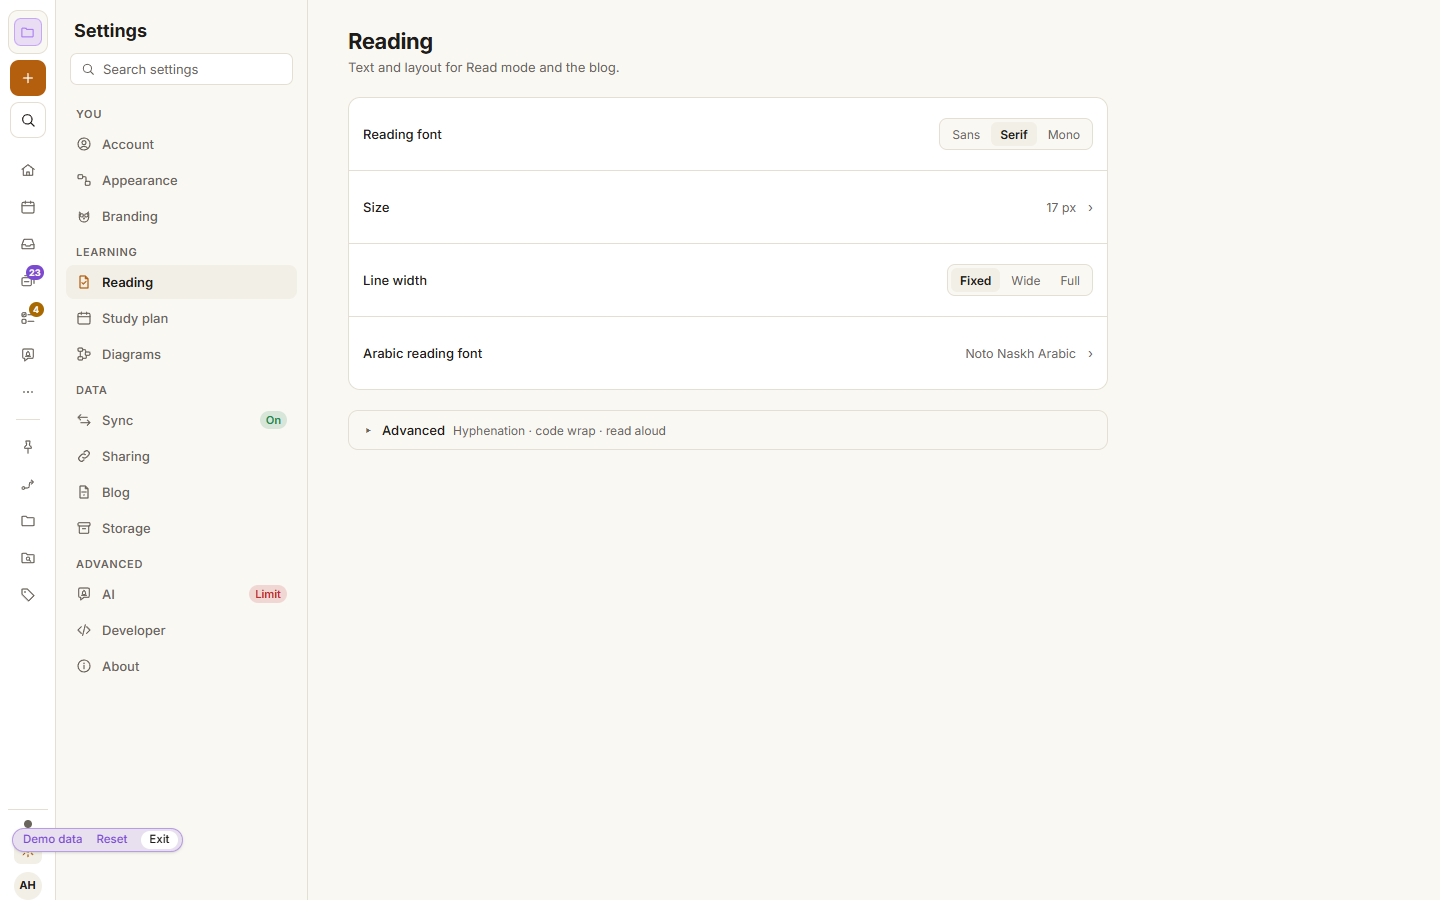 Settings
Search settings
YOU
Account
Appearance
Branding
LEARNING
Reading
Study plan
Diagrams
DATA
Sync On
Sharing
Blog
Storage
ADVANCED
AI Limit
Developer
About
23
4
Demo data Reset Exit
AH
Reading
Text and layout for Read mode and the blog.
Reading font Sans Serif Mono
Size 17 px
Line width Fixed Wide Full
Arabic reading font Noto Naskh Arabic
Advanced Hyphenation · code wrap · read aloud